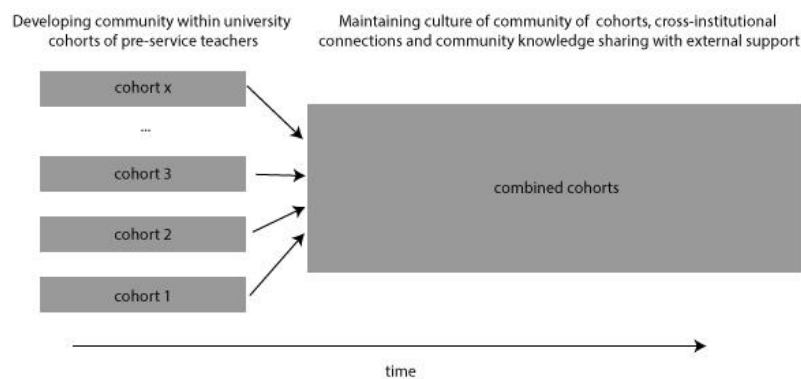 Developing community within university
cohorts of pre-service teachers
Maintaining culture of community of cohorts, cross-institutional
connections and community knowledge sharing with external support
cohort x
...
cohort 3
cohort 2
cohort 1
combined cohorts
time